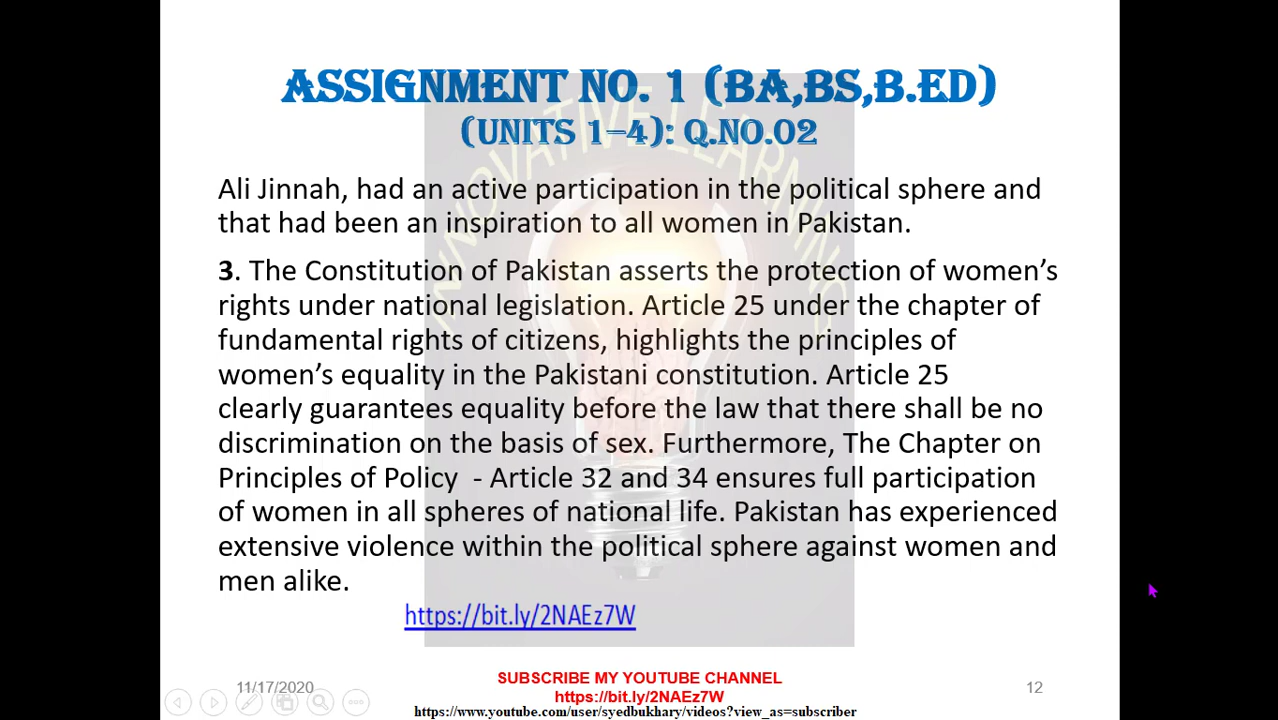 ASSIGNMENT NO. 1 (BA,BS,B.ED)
(UNITS 1–4): Q.NO.02
INNOVATIVE LEARNING
Ali Jinnah, had an active participation in the political sphere and
that had been an inspiration to all women in Pakistan.
3. The Constitution of Pakistan asserts the protection of women’s
rights under national legislation. Article 25 under the chapter of
fundamental rights of citizens, highlights the principles of
women’s equality in the Pakistani constitution. Article 25
clearly guarantees equality before the law that there shall be no
discrimination on the basis of sex. Furthermore, The Chapter on
Principles of Policy - Article 32 and 34 ensures full participation
of women in all spheres of national life. Pakistan has experienced
extensive violence within the political sphere against women and
men alike.
https://bit.ly/2NAEz7W
11/17/2020
SUBSCRIBE MY YOUTUBE CHANNEL
https://bit.ly/2NAEz7W
https://www.youtube.com/user/syedbukhary/videos?view_as=subscriber
12